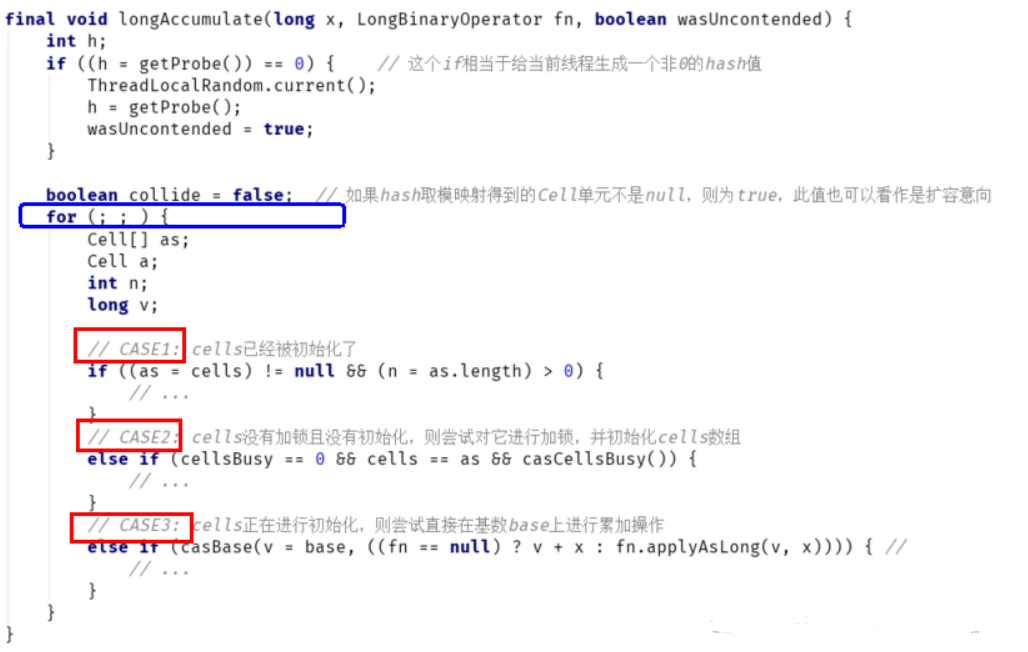 final void longAccumulate(long x, LongBinaryOperator fn, boolean wasUncontended) {
    int h;
    if ((h = getProbe()) == 0) {    // 这个if相当于给当前线程生成一个非0的hash值
        ThreadLocalRandom.current();
        h = getProbe();
        wasUncontended = true;
    }

    boolean collide = false;  // 如果hash取模映射得到的Cell单元不是null，则为true，此值也可以看作是扩容意向
    for (; ; ) {
        Cell[] as;
        Cell a;
        int n;
        long v;

        // CASE1: cells已经被初始化了
        if ((as = cells) != null && (n = as.length) > 0) {
            // ...
        }
        // CASE2: cells没有加锁且没有初始化，则尝试对它进行加锁，并初始化cells数组
        else if (cellsBusy == 0 && cells == as && casCellsBusy()) {
            // ...
        }
        // CASE3: cells正在进行初始化，则尝试直接在基数base上进行累加操作
        else if (casBase(v = base, ((fn == null) ? v + x : fn.applyAsLong(v, x)))) { //
            // ...
        }
    }
}